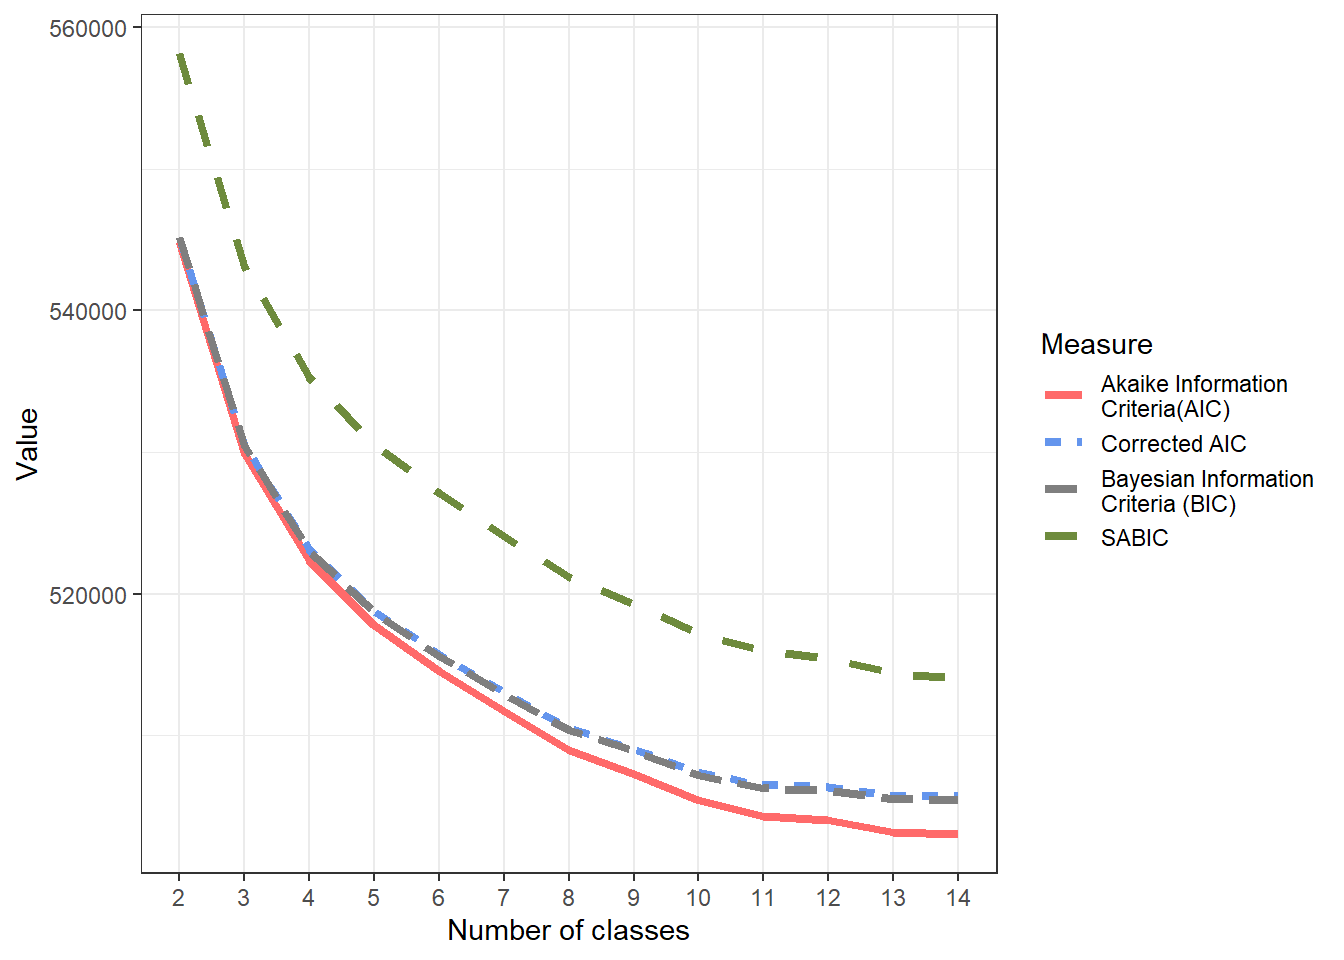 560000
540000
520000
Value
2 3 4 5 6 7 8 9 10 11 12 13 14
Number of classes
Measure
Akaike Information
Criteria(AIC)
Corrected AIC
Bayesian Information
Criteria (BIC)
SABIC